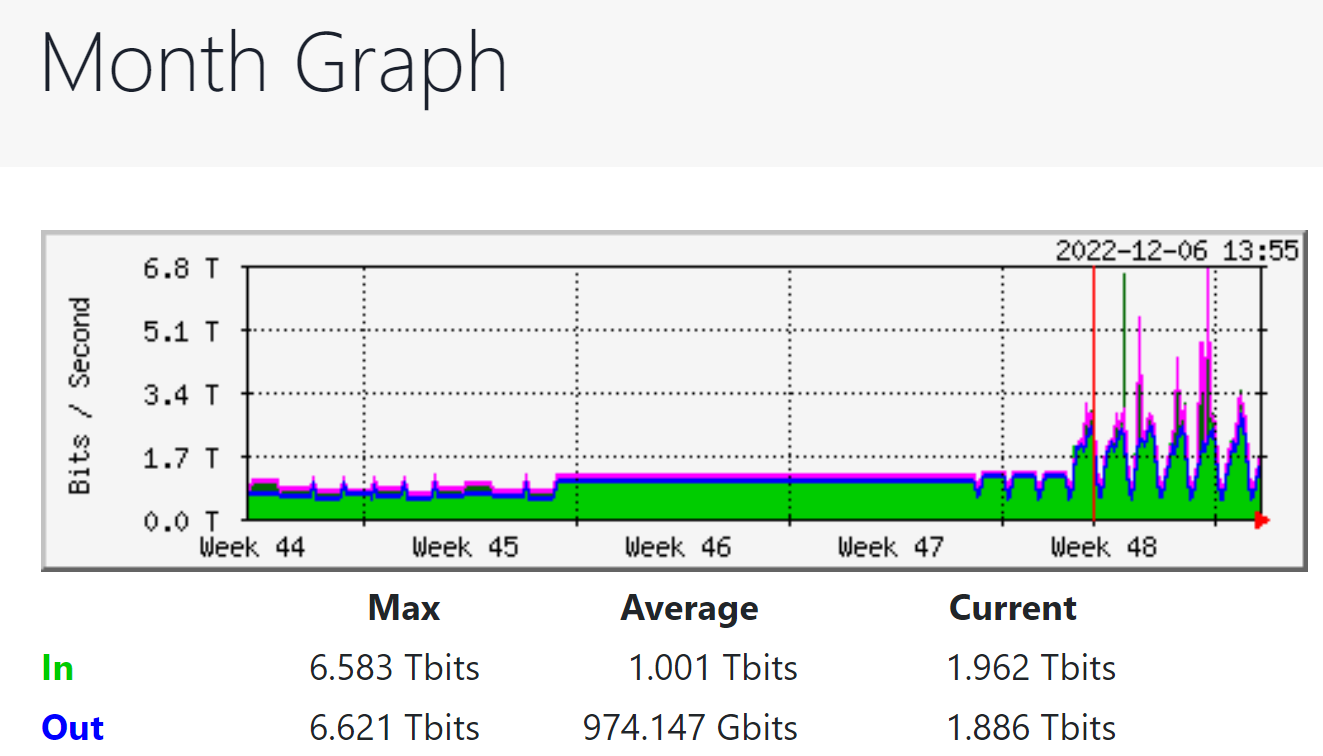 Month Graph
2022-12-06 13:55
Bits / Second
6.8 T
5.1 T
3.4 T
1.7 T
0.0 T
Week 44 Week 45 Week 46 Week 47 Week 48
Max Average Current
In 6.583 Tbits 1.001 Tbits 1.962 Tbits
Out 6.621 Tbits 974.147 Gbits 1.886 Tbits